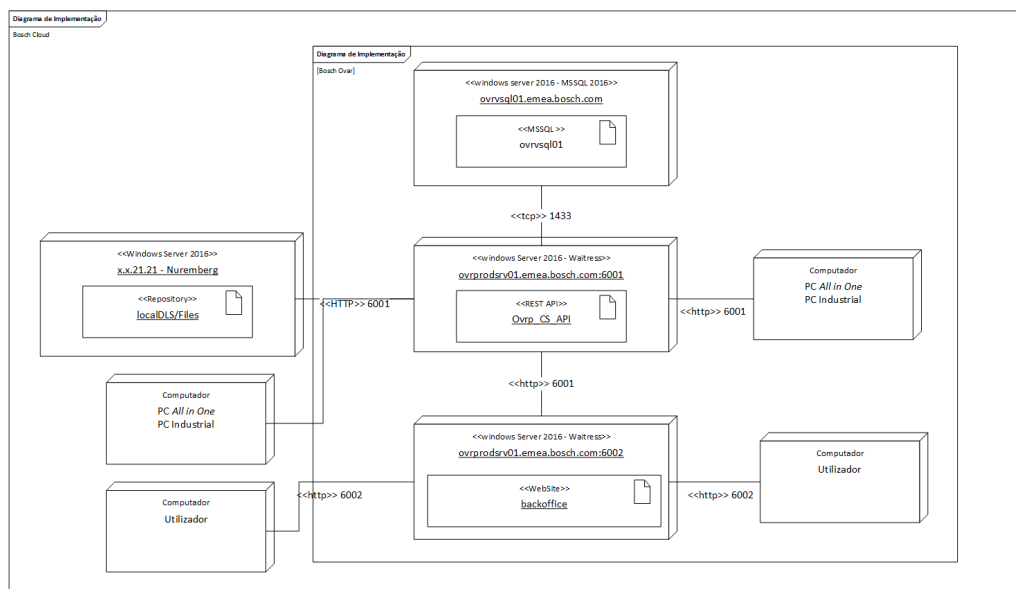 Diagrama de Implementação
Bosch Cloud
Diagrama de Implementação
[Bosch Ovar]
<<windows server 2016 - MSSQL 2016>>
ovrvsql01.emea.bosch.com
<<MSSQL>>
ovrvsql01
<<tcp>> 1433
<<Windows Server 2016>>
x.x.21.21 - Nuremberg
<<Repository>>
localDLS/Files
<<HTTP>> 6001
<<windows Server 2016 - Waitress>>
ovrprodsrv01.emea.bosch.com:6001
<<REST API>>
Ovrp_CS_API
<<http>> 6001
Computador
PC All in One
PC Industrial
Computador
PC All in One
PC Industrial
<<http>> 6001
<<windows Server 2016 - Waitress>>
ovrprodsrv01.emea.bosch.com:6002
<<WebSite>>
backoffice
<<http>> 6002
Computador
Utilizador
Computador
Utilizador
<<http>> 6002